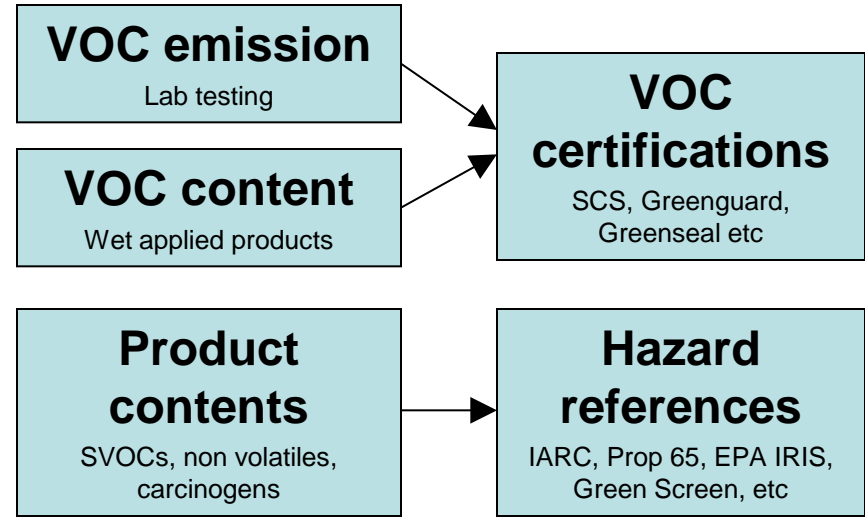 VOC emission
Lab testing
VOC content
Wet applied products
VOC
certifications
SCS, Greenguard,
Greenseal etc
Product
contents
SVOCs, non volatiles,
carcinogens
Hazard
references
IARC, Prop 65, EPA IRIS,
Green Screen, etc